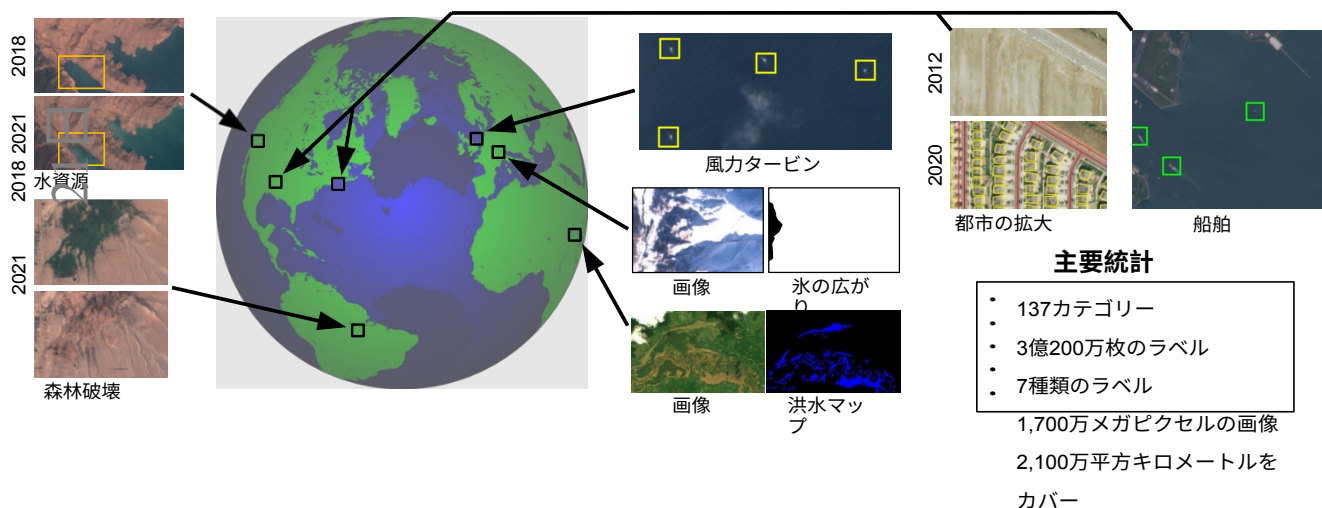 2018
2021
水資源
2018
2021
森林破壊
風力タービン
画像
氷の広が
り
画像
洪水マッ
プ
2012
2020
都市の拡大
船舶
主要統計
• 137カテゴリー
• 3億200万枚のラベル
• 7種類のラベル
• 1,700万メガピクセルの画像
• 2,100万平方キロメートルを
カバー